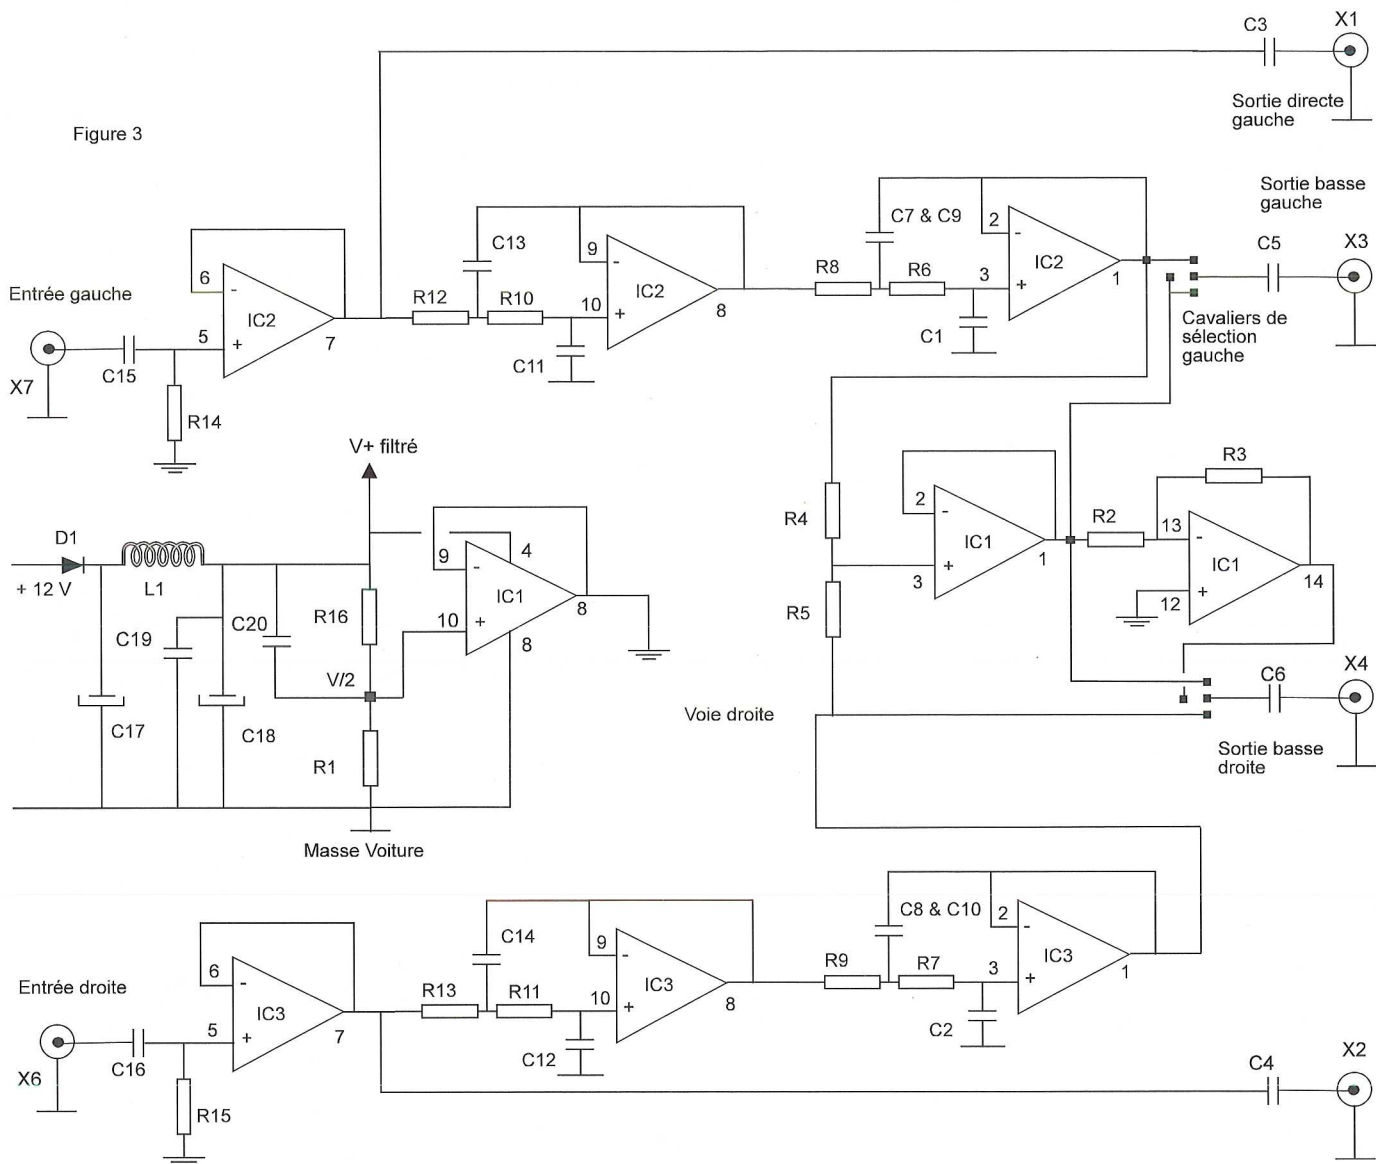 C3
X1
Sortie directe
gauche
Figure 3
Sortie basse
gauche
C7 & C9
2
-
C13
IC2
C5
X3
9
-
R8
R6
3
+
1
6
-
Entrée gauche
R12
R10
IC2
10
+
8
C1
Cavaliers de
sélection
gauche
IC2
5
+
7
C15
X7
C11
R14
V+ filtré
R3
2
-
R4
R2
13
-
D1
IC1
1
IC1
4
9
-
+ 12 V
L1
3
+
14
IC1
12
+
R5
C19
C20
R16
10
+
8
8
V/2
C6
X4
C17
C18
Voie droite
R1
Sortie basse
droite
Masse Voiture
C8 & C10
2
-
C14
9
-
IC3
R9
R7
3
+
1
6
-
Entrée droite
R13
R11
IC3
10
+
8
IC3
5
+
7
C2
C16
C12
X6
C4
X2
R15